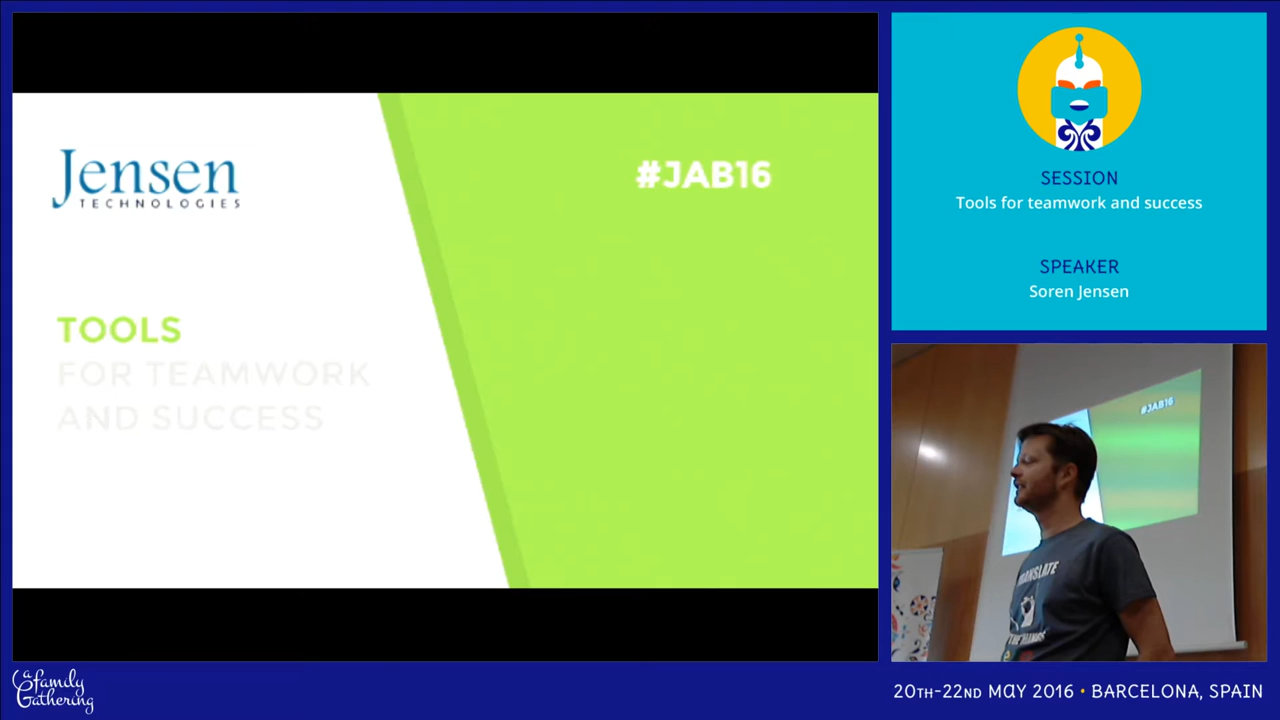 Jensen
TECHNOLOGIES
#JAB16
TOOLS
FOR TEAMWORK
AND SUCCESS
SESSION
Tools for teamwork and success
SPEAKER
Soren Jensen
#JAB16
TRANSLATE
a family
Gathering
20TH-22ND MAY 2016 • BARCELONA, SPAIN